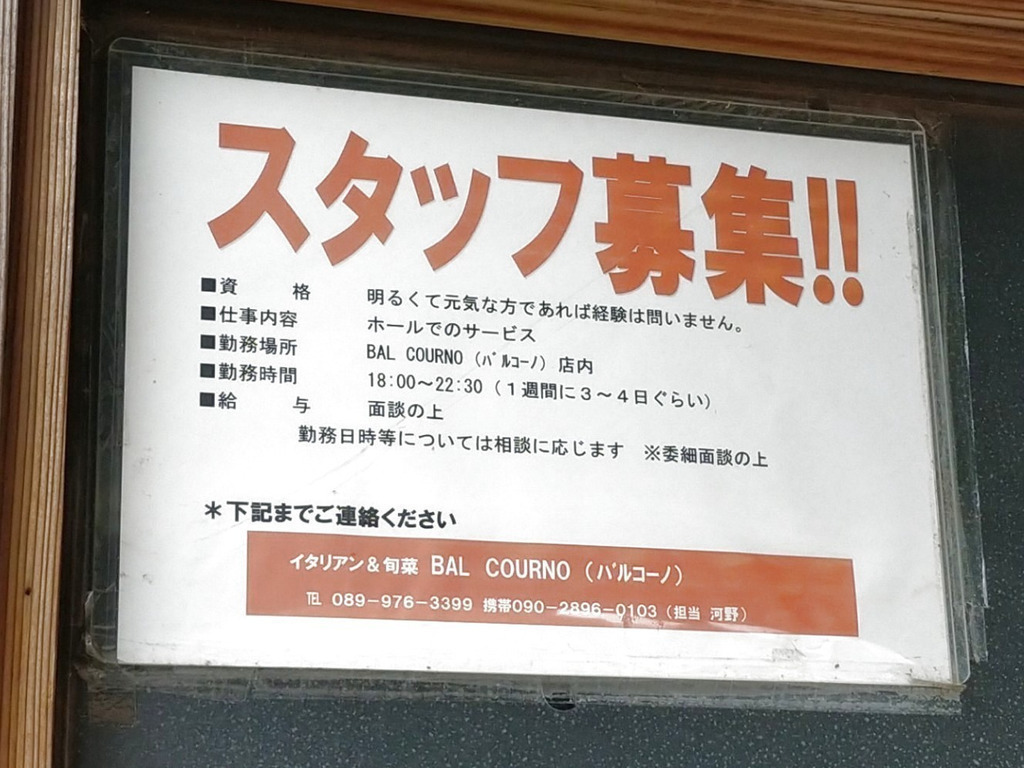 スタッフ募集!!
■資　　格　明るくて元気な方であれば経験は問いません。
■仕事内容　ホールでのサービス
■勤務場所　BAL COURNO（バルコーノ）店内
■勤務時間　18:00～22:30（１週間に３～４日ぐらい）
■給　　与　面談の上
勤務日時等については相談に応じます　※委細面談の上
＊下記までご連絡ください
イタリアン＆旬菜 BAL COURNO（バルコーノ）
℡ 089-976-3399 携帯090-2896-0103（担当 河野）